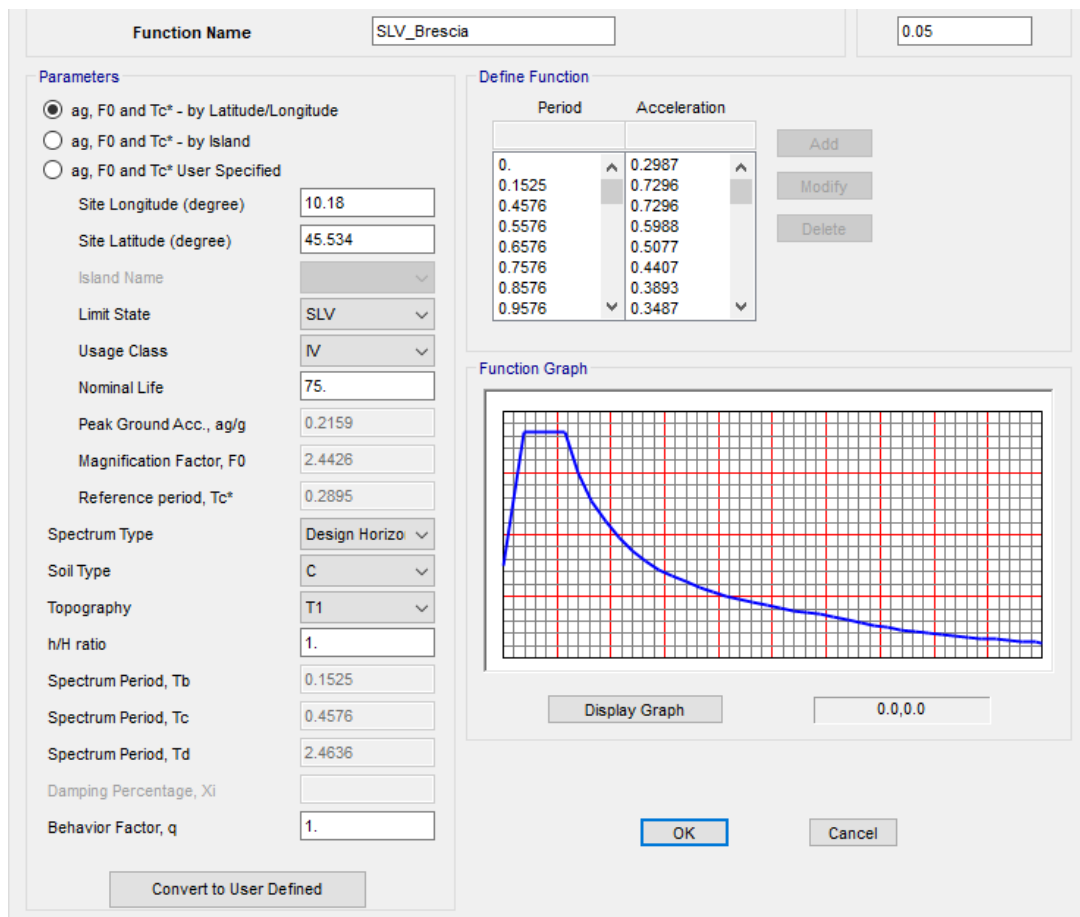 Function Name SLV_Brescia 0.05
Parameters
ag, F0 and Tc* - by Latitude/Longitude
ag, F0 and Tc* - by Island
ag, F0 and Tc* User Specified
Site Longitude (degree) 10.18
Site Latitude (degree) 45.534
Island Name
Limit State SLV
Usage Class IV
Nominal Life 75.
Peak Ground Acc., ag/g 0.2159
Magnification Factor, F0 2.4426
Reference period, Tc* 0.2895
Spectrum Type Design Horizo
Soil Type C
Topography T1
h/H ratio 1.
Spectrum Period, Tb 0.1525
Spectrum Period, Tc 0.4576
Spectrum Period, Td 2.4636
Damping Percentage, Xi
Behavior Factor, q 1.
Convert to User Defined
Define Function
Period Acceleration
Add
Modify
Delete
0. 0.2987
0.1525 0.7296
0.4576 0.7296
0.5576 0.5988
0.6576 0.5077
0.7576 0.4407
0.8576 0.3893
0.9576 0.3487
Function Graph
Display Graph 0.0,0.0
OK Cancel